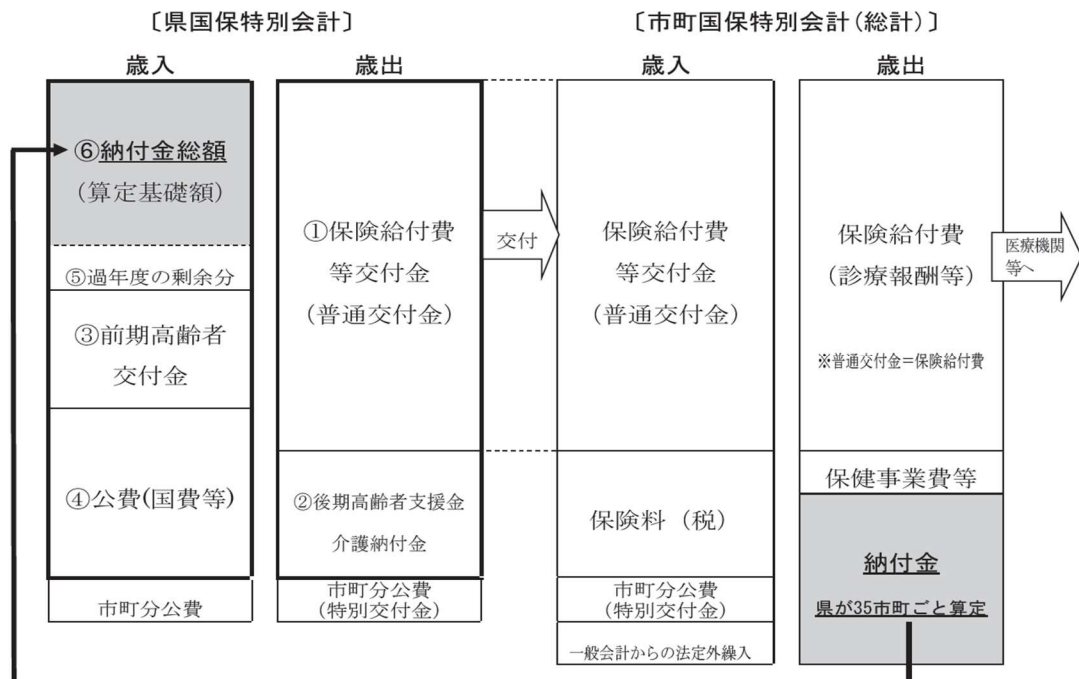 〔県国保特別会計〕
〔市町国保特別会計(総計)〕
歳入
歳出
歳入
歳出
⑥納付金総額
(算定基礎額)
⑤過年度の剰余分
③前期高齢者
交付金
④公費(国費等)
市町分公費
①保険給付費
等交付金
(普通交付金)
②後期高齢者支援金
介護納付金
市町分公費
(特別交付金)
交付
保険給付費
等交付金
(普通交付金)
保険料(税)
市町分公費
(特別交付金)
一般会計からの法定外繰入
保険給付費
(診療報酬等)
※普通交付金=保険給付費
保健事業費等
納付金
県が35市町ごと算定
医療機関
等へ